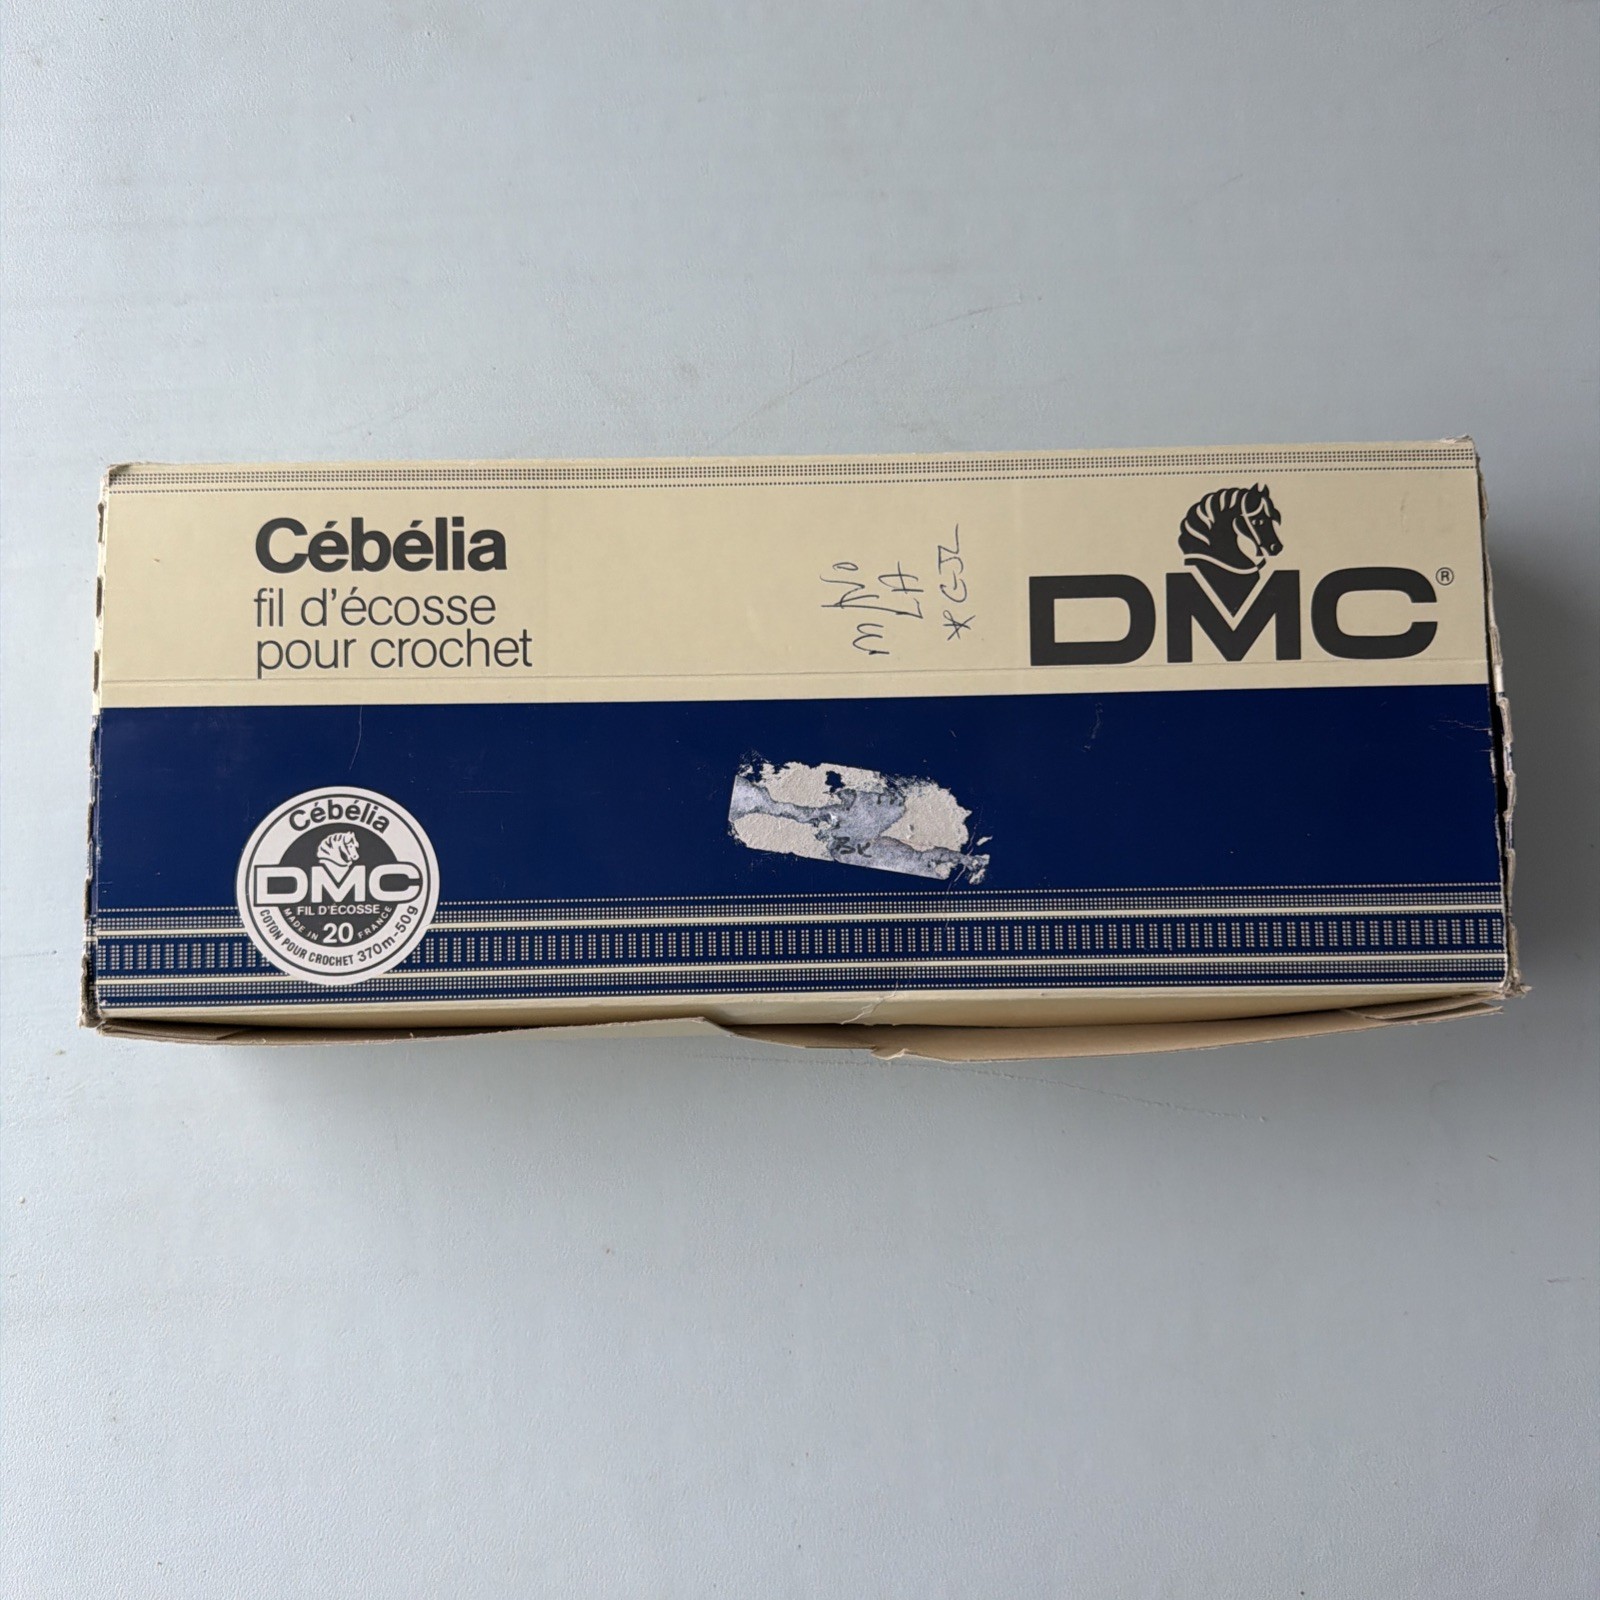 Cébélia
fil d'écosse
pour crochet
DMC®
Cébélia
DMC
FIL D'ÉCOSSE
MADE IN FRANCE
20
COTON POUR CROCHET 370m-50g